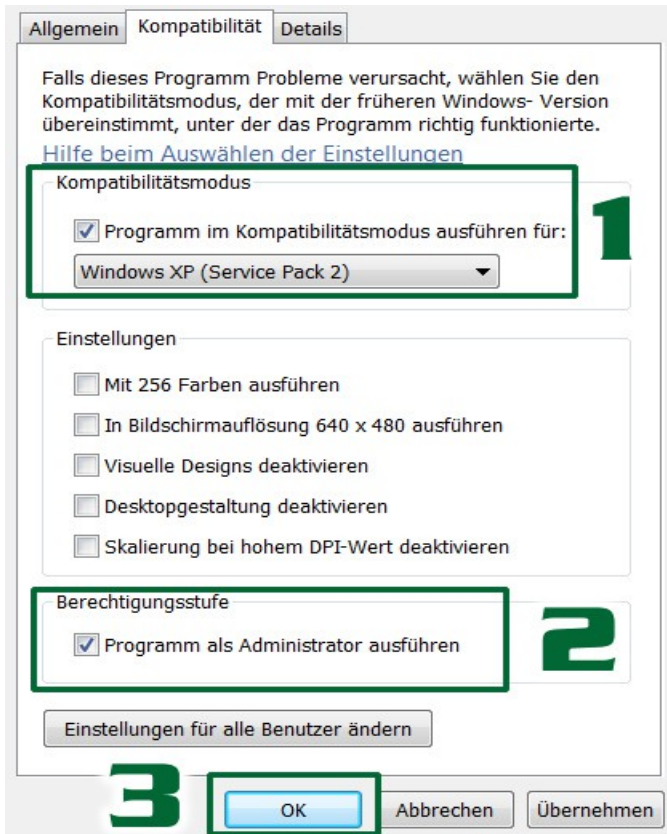 Allgemein Kompatibilität Details
Falls dieses Programm Probleme verursacht, wählen Sie den
Kompatibilitätsmodus, der mit der früheren Windows- Version
übereinstimmt, unter der das Programm richtig funktionierte.
Hilfe beim Auswählen der Einstellungen
Kompatibilitätsmodus
Programm im Kompatibilitätsmodus ausführen für:
1
Windows XP (Service Pack 2)
Einstellungen
Mit 256 Farben ausführen
In Bildschirmauflösung 640 x 480 ausführen
Visuelle Designs deaktivieren
Desktopgestaltung deaktivieren
Skalierung bei hohem DPI-Wert deaktivieren
Berechtigungsstufe
Programm als Administrator ausführen
2
Einstellungen für alle Benutzer ändern
3
OK Abbrechen Übernehmen